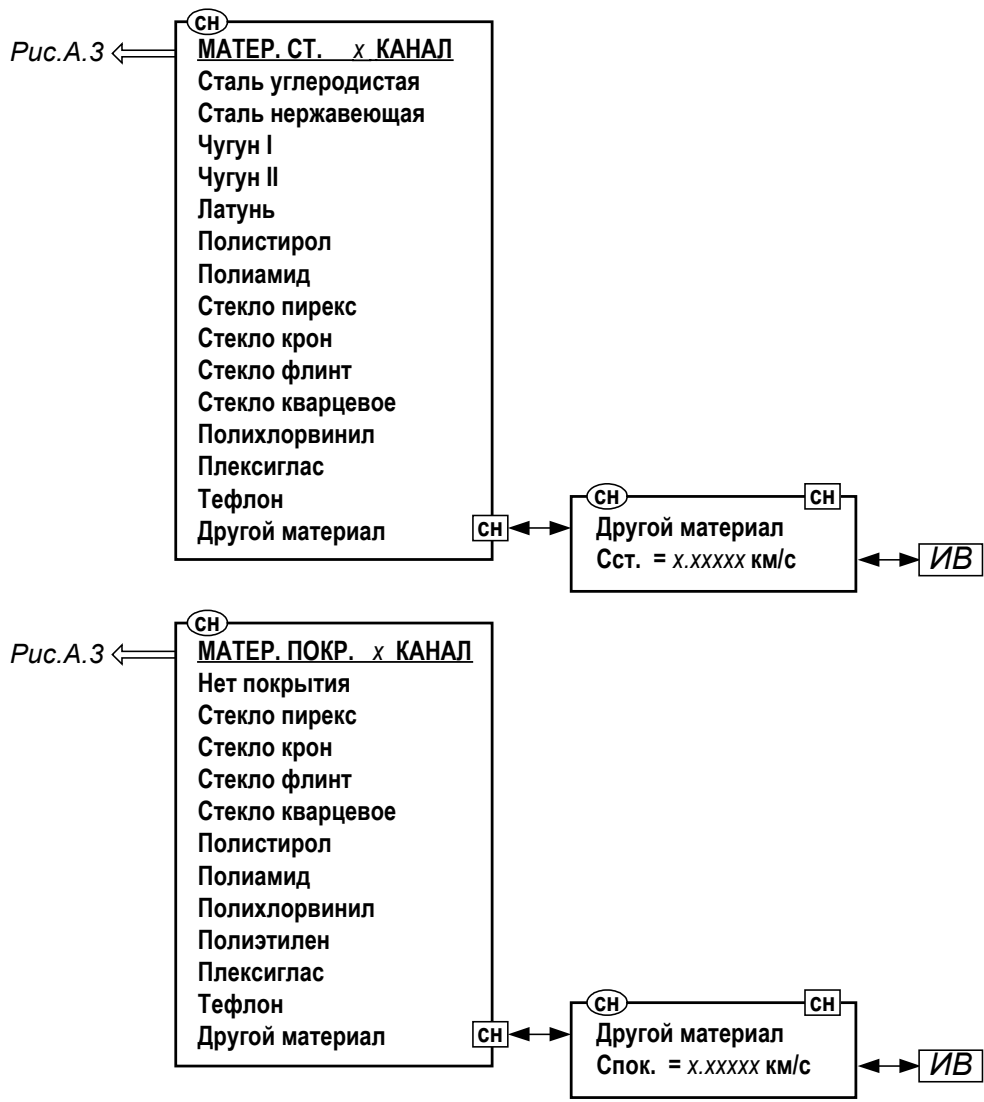 СН
Рис.А.3
МАТЕР. СТ. x КАНАЛ
Сталь углеродистая
Сталь нержавеющая
Чугун I
Чугун II
Латунь
Полистирол
Полиамид
Стекло пирекс
Стекло крон
Стекло флинт
Стекло кварцевое
Полихлорвинил
Плексиглас
Тефлон
Другой материал
СН
СН
СН
Другой материал
Сст. = x.xxxxx км/с
ИВ
СН
Рис.А.3
МАТЕР. ПОКР. x КАНАЛ
Нет покрытия
Стекло пирекс
Стекло крон
Стекло флинт
Стекло кварцевое
Полистирол
Полиамид
Полихлорвинил
Полиэтилен
Плексиглас
Тефлон
Другой материал
СН
СН
СН
Другой материал
Спок. = x.xxxxx км/с
ИВ